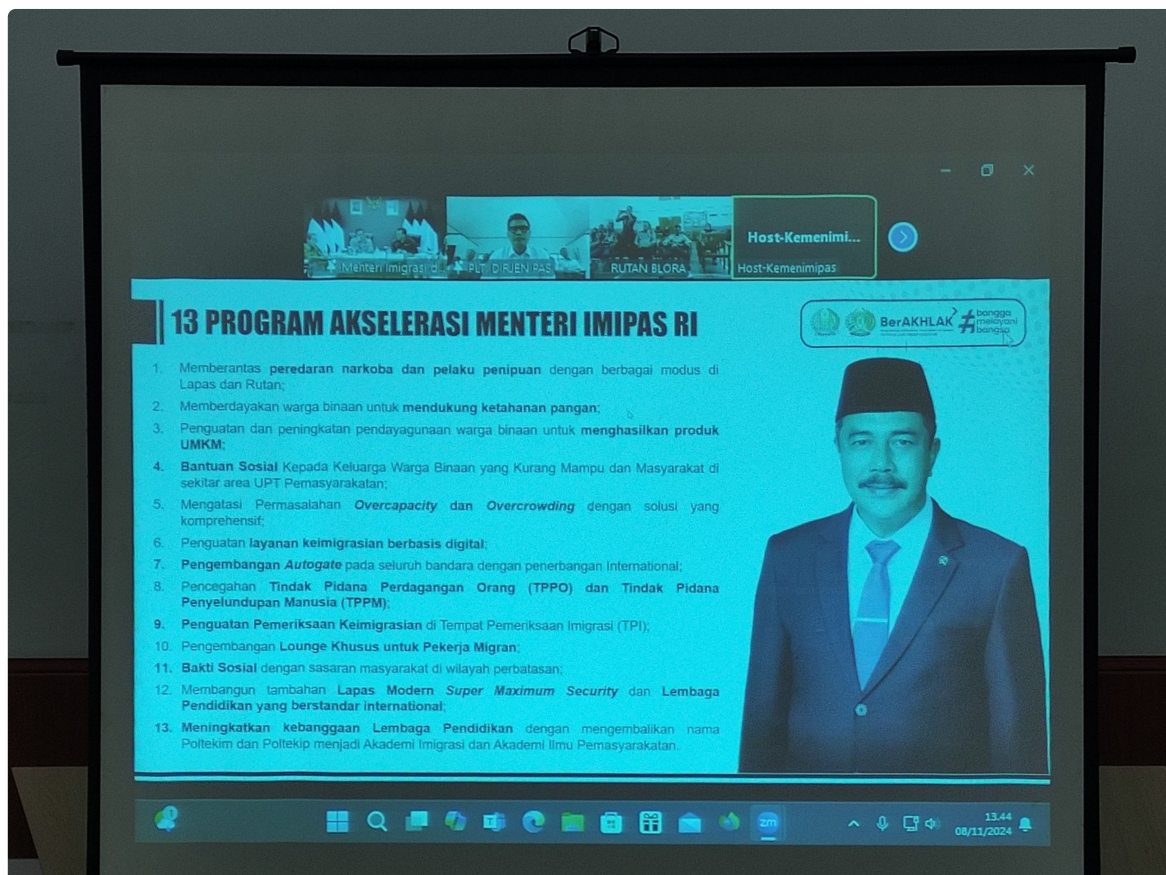 Menteri Imigrasi d...
PLT. DIRJEN PAS
RUTAN BLORA
Host-Kemenimi...
Host-Kemenimipas
13 PROGRAM AKSELERASI MENTERI IMIPAS RI
BerAKHLAK
#
bangga
melayani
bangsa
1. Memberantas peredaran narkoba dan pelaku penipuan dengan berbagai modus di
Lapas dan Rutan;
2. Memberdayakan warga binaan untuk mendukung ketahanan pangan;
3. Penguatan dan peningkatan pendayagunaan warga binaan untuk menghasilkan produk
UMKM;
4. Bantuan Sosial Kepada Keluarga Warga Binaan yang Kurang Mampu dan Masyarakat di
sekitar area UPT Pemasyarakatan;
5. Mengatasi Permasalahan Overcapacity dan Overcrowding dengan solusi yang
komprehensif;
6. Penguatan layanan keimigrasian berbasis digital;
7. Pengembangan Autogate pada seluruh bandara dengan penerbangan International;
8. Pencegahan Tindak Pidana Perdagangan Orang (TPPO) dan Tindak Pidana
Penyelundupan Manusia (TPPM);
9. Penguatan Pemeriksaan Keimigrasian di Tempat Pemeriksaan Imigrasi (TPI);
10. Pengembangan Lounge Khusus untuk Pekerja Migran;
11. Bakti Sosial dengan sasaran masyarakat di wilayah perbatasan;
12. Membangun tambahan Lapas Modern Super Maximum Security dan Lembaga
Pendidikan yang berstandar international;
13. Meningkatkan kebanggaan Lembaga Pendidikan dengan mengembalikan nama
Poltekim dan Poltekip menjadi Akademi Imigrasi dan Akademi Ilmu Pemasyarakatan.
1
zm
13.44
08/11/2024